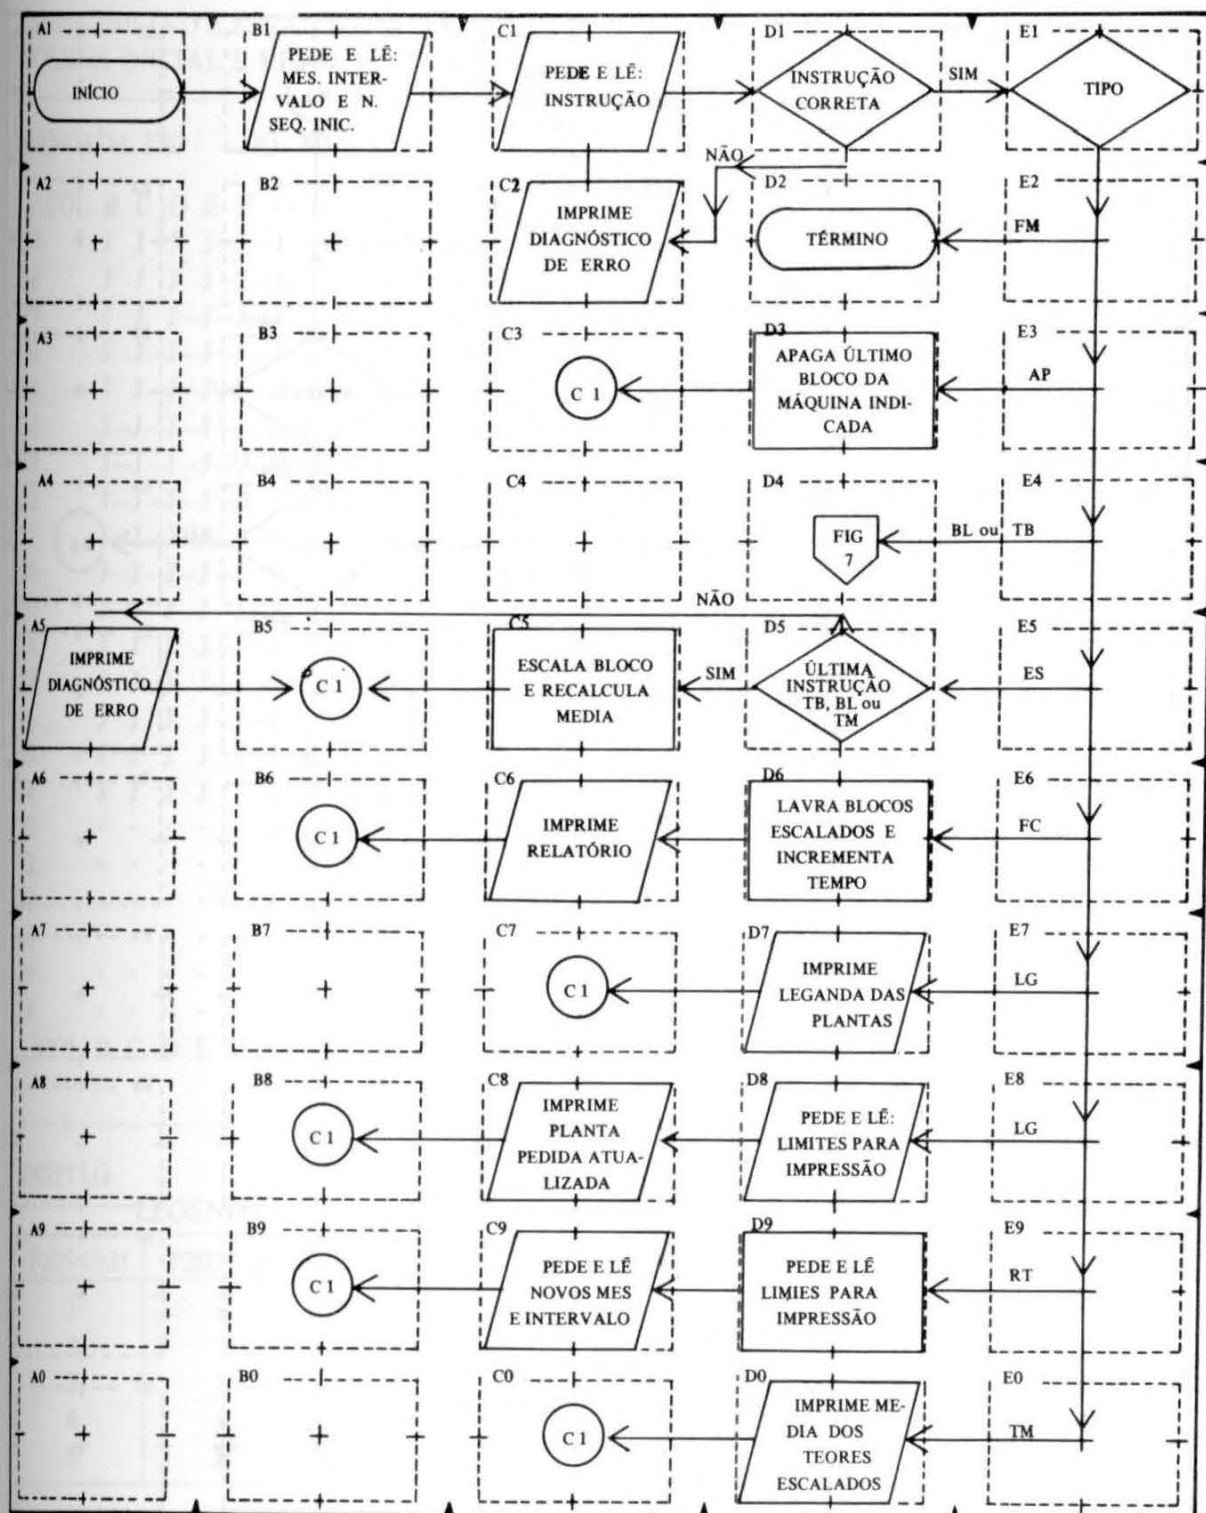 A1
INÍCIO
B1
PEDE E LÊ:
MES. INTER-
VALO E N.
SEQ. INIC.
C1
PEDE E LÊ:
INSTRUÇÃO
D1
INSTRUÇÃO
CORRETA
SIM
E1
TIPO
NÃO
A2
B2
C2
IMPRIME
DIAGNÓSTICO
DE ERRO
D2
TÉRMINO
E2
FM
A3
B3
C3
C 1
D3
APAGA ÚLTIMO
BLOCO DA
MÁQUINA INDI-
CADA
E3
AP
A4
B4
C4
D4
FIG
7
E4
BL ou TB
NÃO
A5
IMPRIME
DIAGNÓSTICO
DE ERRO
B5
C 1
C5
ESCALA BLOCO
E RECALCULA
MEDIA
SIM
D5
ÚLTIMA
INSTRUÇÃO
TB, BL ou
TM
E5
ES
A6
B6
C 1
C6
IMPRIME
RELATÓRIO
D6
LAVRA BLOCOS
ESCALADOS E
INCREMENTA
TEMPO
E6
FC
A7
B7
C7
C 1
D7
IMPRIME
LEGANDA DAS
PLANTAS
E7
LG
A8
B8
C 1
C8
IMPRIME
PLANTA
PEDIDA ATUA-
LIZADA
D8
PEDE E LÊ:
LIMITES PARA
IMPRESSÃO
E8
LG
A9
B9
C 1
C9
PEDE E LÊ
NOVOS MES
E INTERVALO
D9
PEDE E LÊ
LIMIES PARA
IMPRESSÃO
E9
RT
A0
B0
C0
C 1
D0
IMPRIME ME-
DIA DOS
TEORES
ESCALADOS
E0
TM